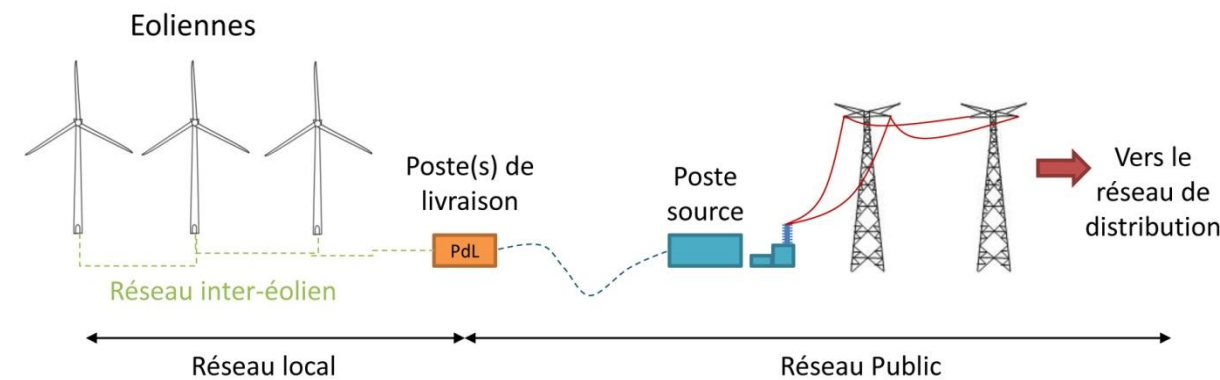 Eoliennes
Poste(s) de
livraison
Poste
source
Vers le
réseau de
distribution
PdL
Réseau inter-éolien
Réseau local
Réseau Public